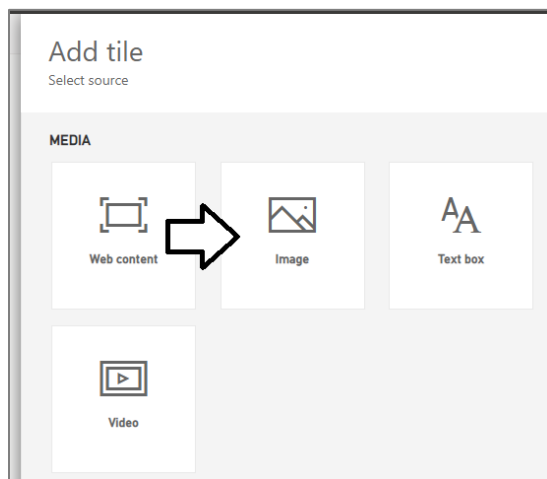 Add tile
Select source
MEDIA
Web content
Image
Text box
Video